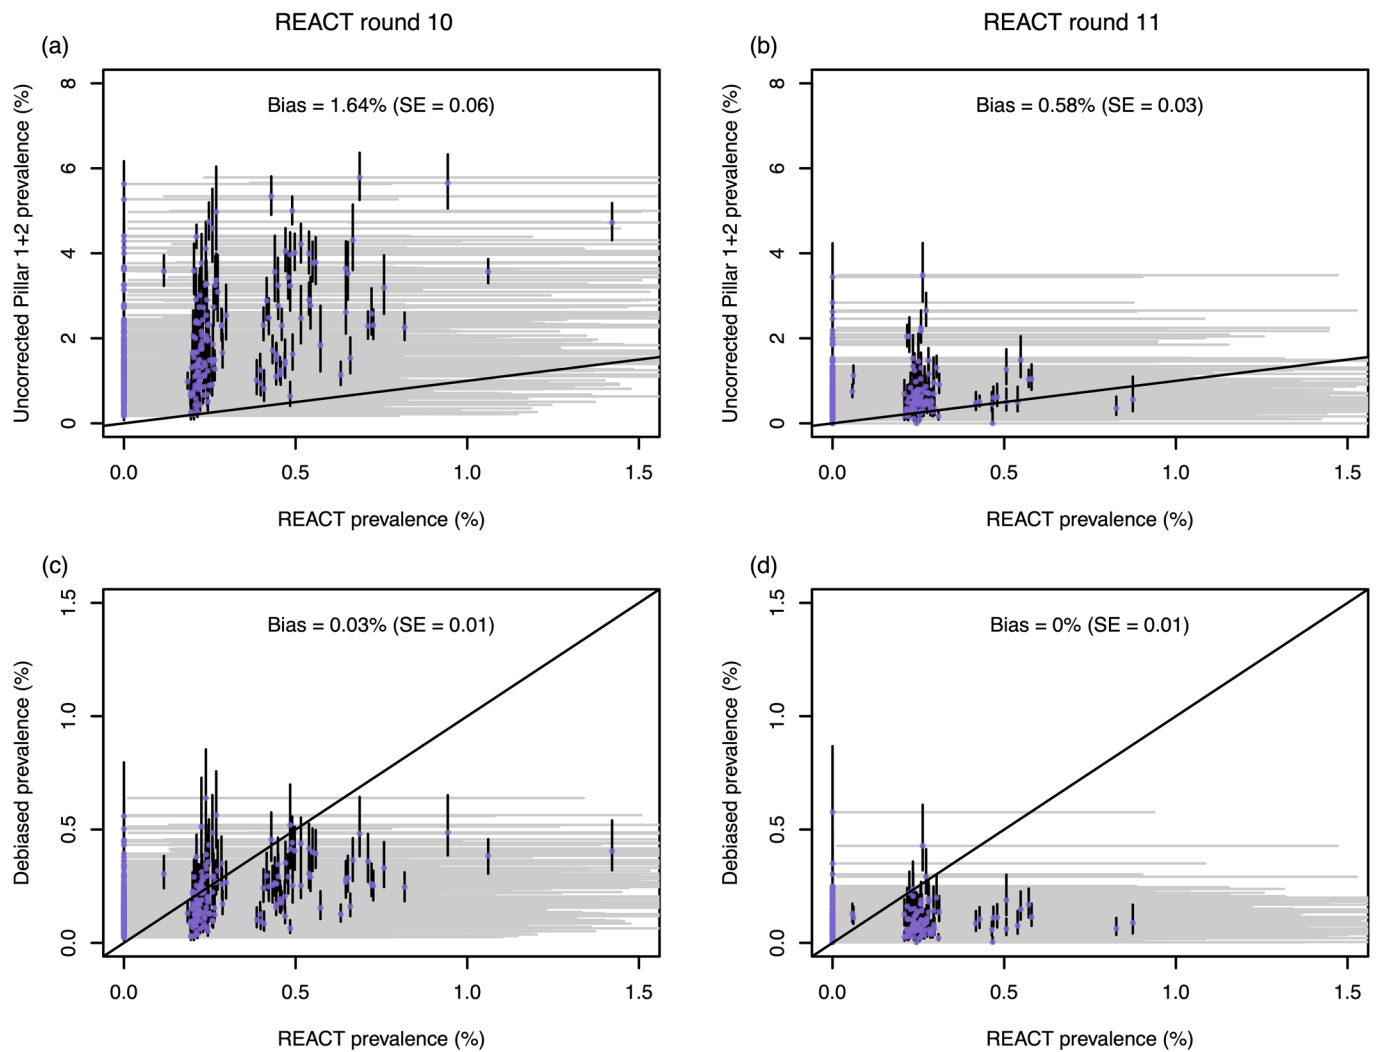 REACT round 10
REACT round 11
(a)
(b)
Bias = 1.64% (SE = 0.06)
Bias = 0.58% (SE = 0.03)
Uncorrected Pillar 1+2 prevalence (%)
8
6
4
2
0
0.0 0.5 1.0 1.5
REACT prevalence (%)
Uncorrected Pillar 1+2 prevalence (%)
8
6
4
2
0
0.0 0.5 1.0 1.5
REACT prevalence (%)
(c)
(d)
Bias = 0.03% (SE = 0.01)
Bias = 0% (SE = 0.01)
Debiased prevalence (%)
1.5
1.0
0.5
0.0
0.0 0.5 1.0 1.5
REACT prevalence (%)
Debiased prevalence (%)
1.5
1.0
0.5
0.0
0.0 0.5 1.0 1.5
REACT prevalence (%)